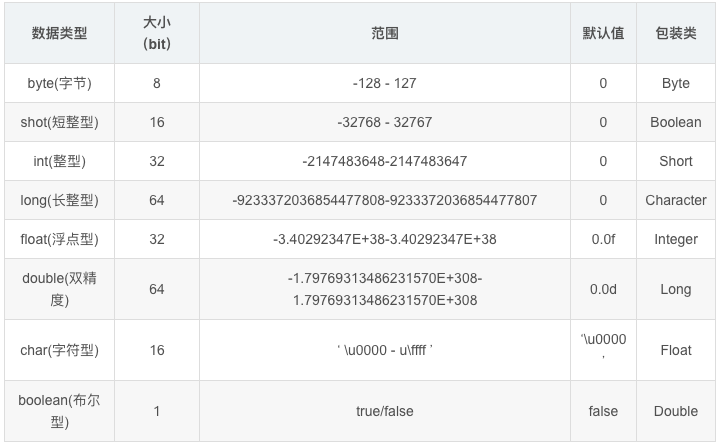 数据类型
大小
（bit）
范围
默认值
包装类
byte(字节)
8
-128 - 127
0
Byte
shot(短整型)
16
-32768 - 32767
0
Boolean
int(整型)
32
-2147483648-2147483647
0
Short
long(长整型)
64
-9233372036854477808-9233372036854477807
0
Character
float(浮点型)
32
-3.40292347E+38-3.40292347E+38
0.0f
Integer
double(双精
度)
64
-1.79769313486231570E+308-
1.79769313486231570E+308
0.0d
Long
char(字符型)
16
‘ \u0000 - u\ffff ’
‘\u0000
’
Float
boolean(布尔
型)
1
true/false
false
Double